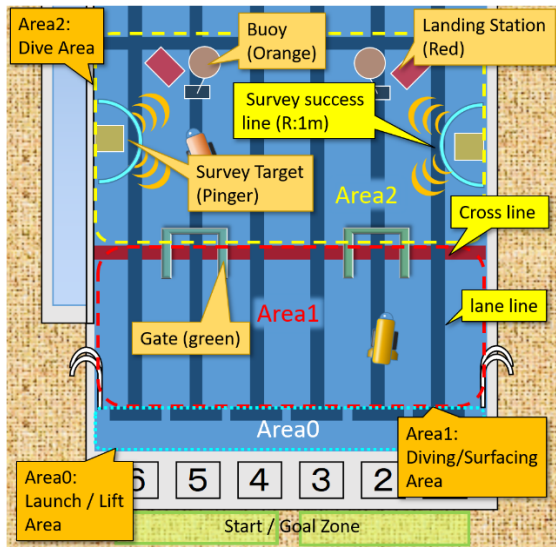 Area2:
Dive Area
Buoy
(Orange)
Landing Station
(Red)
Survey success
line (R:1m)
Survey Target
(Pinger)
Area2
Cross line
Gate (green)
Area1
lane line
Area0
Area0:
Launch / Lift
Area
Area1:
Diving/Surfacing
Area
6 5 4 3 2
Start / Goal Zone